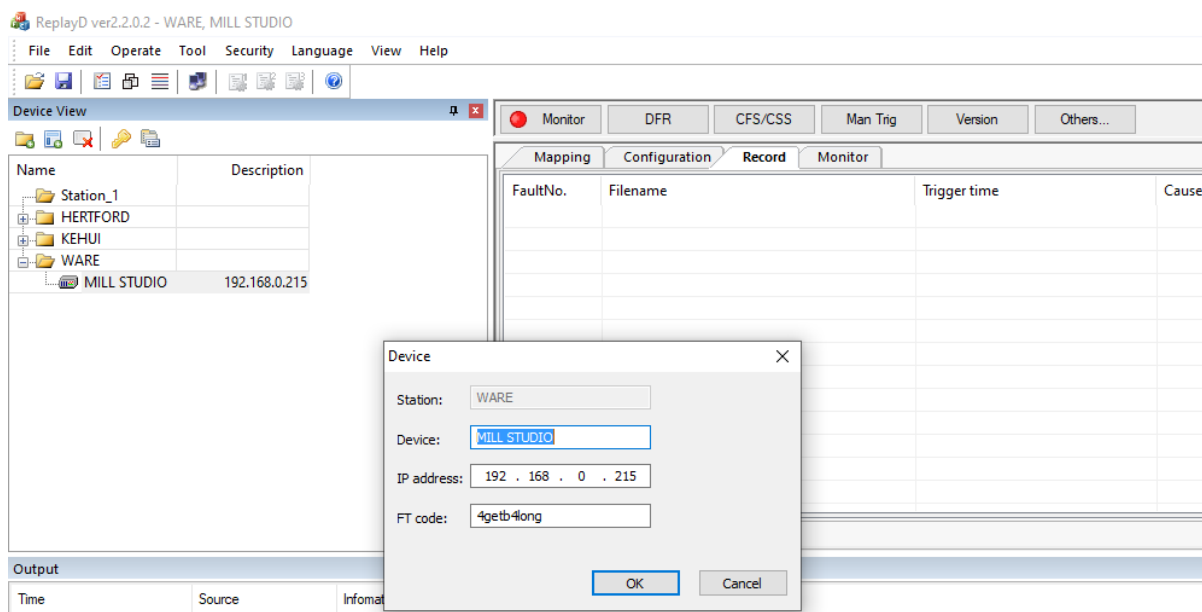 ReplayD ver2.2.0.2 - WARE, MILL STUDIO
File Edit Operate Tool Security Language View Help
Device View
Name Description
Station_1
HERTFORD
KEHUI
WARE
MILL STUDIO 192.168.0.215
Monitor DFR CFS/CSS Man Trig Version Others...
Mapping Configuration Record Monitor
FaultNo. Filename Trigger time Cause
Device
Station: WARE
Device: MILL STUDIO
IP address: 192 . 168 . 0 . 215
FT code: 4getb4long
OK Cancel
Output
Time Source Infomat